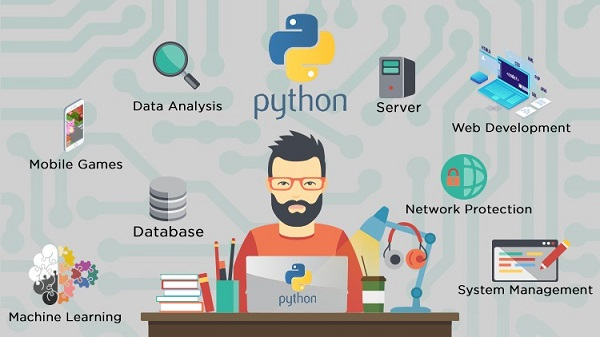 python
Data Analysis
Server
Web Development
Mobile Games
Network Protection
Database
System Management
Machine Learning
python